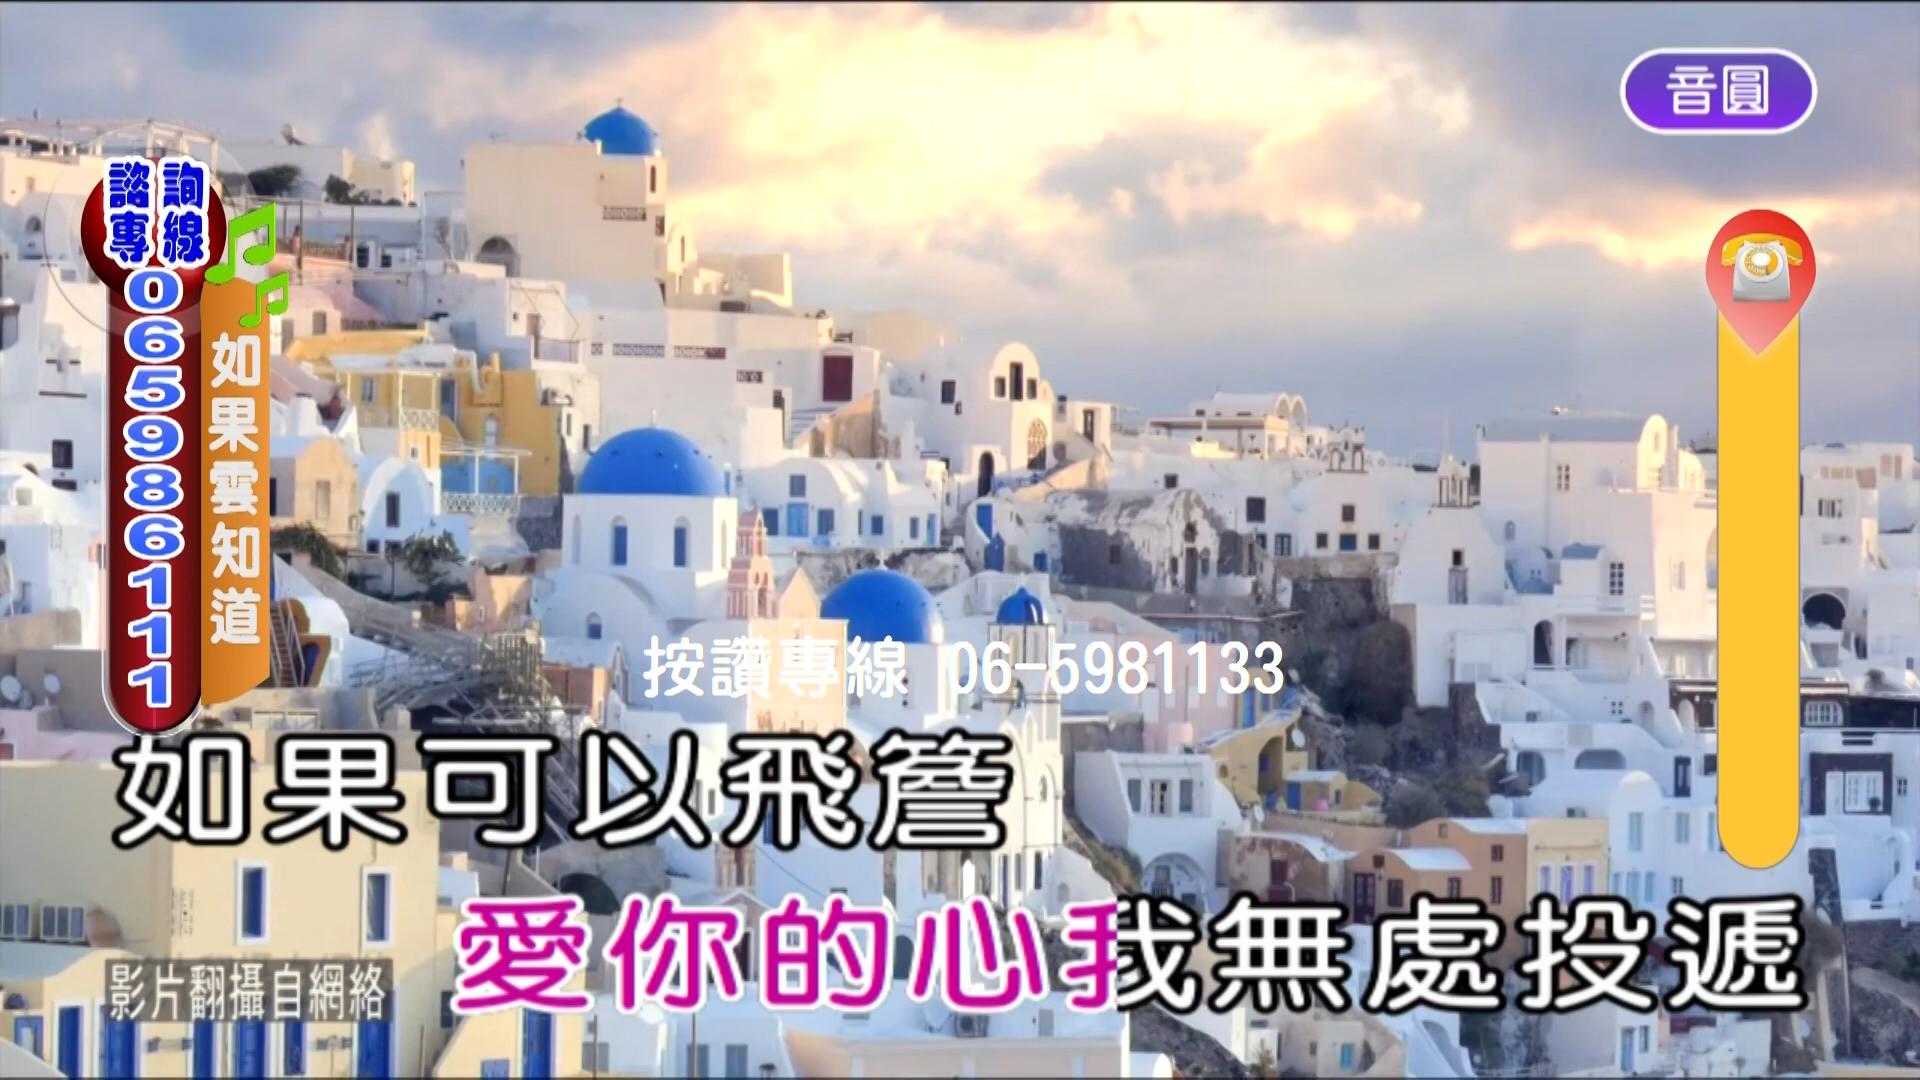 音圓
諮詢
專線
065986111
如果雲知道
按讚專線 06-5981133
如果可以飛簷
愛你的心我無處投遞
影片翻攝自網絡